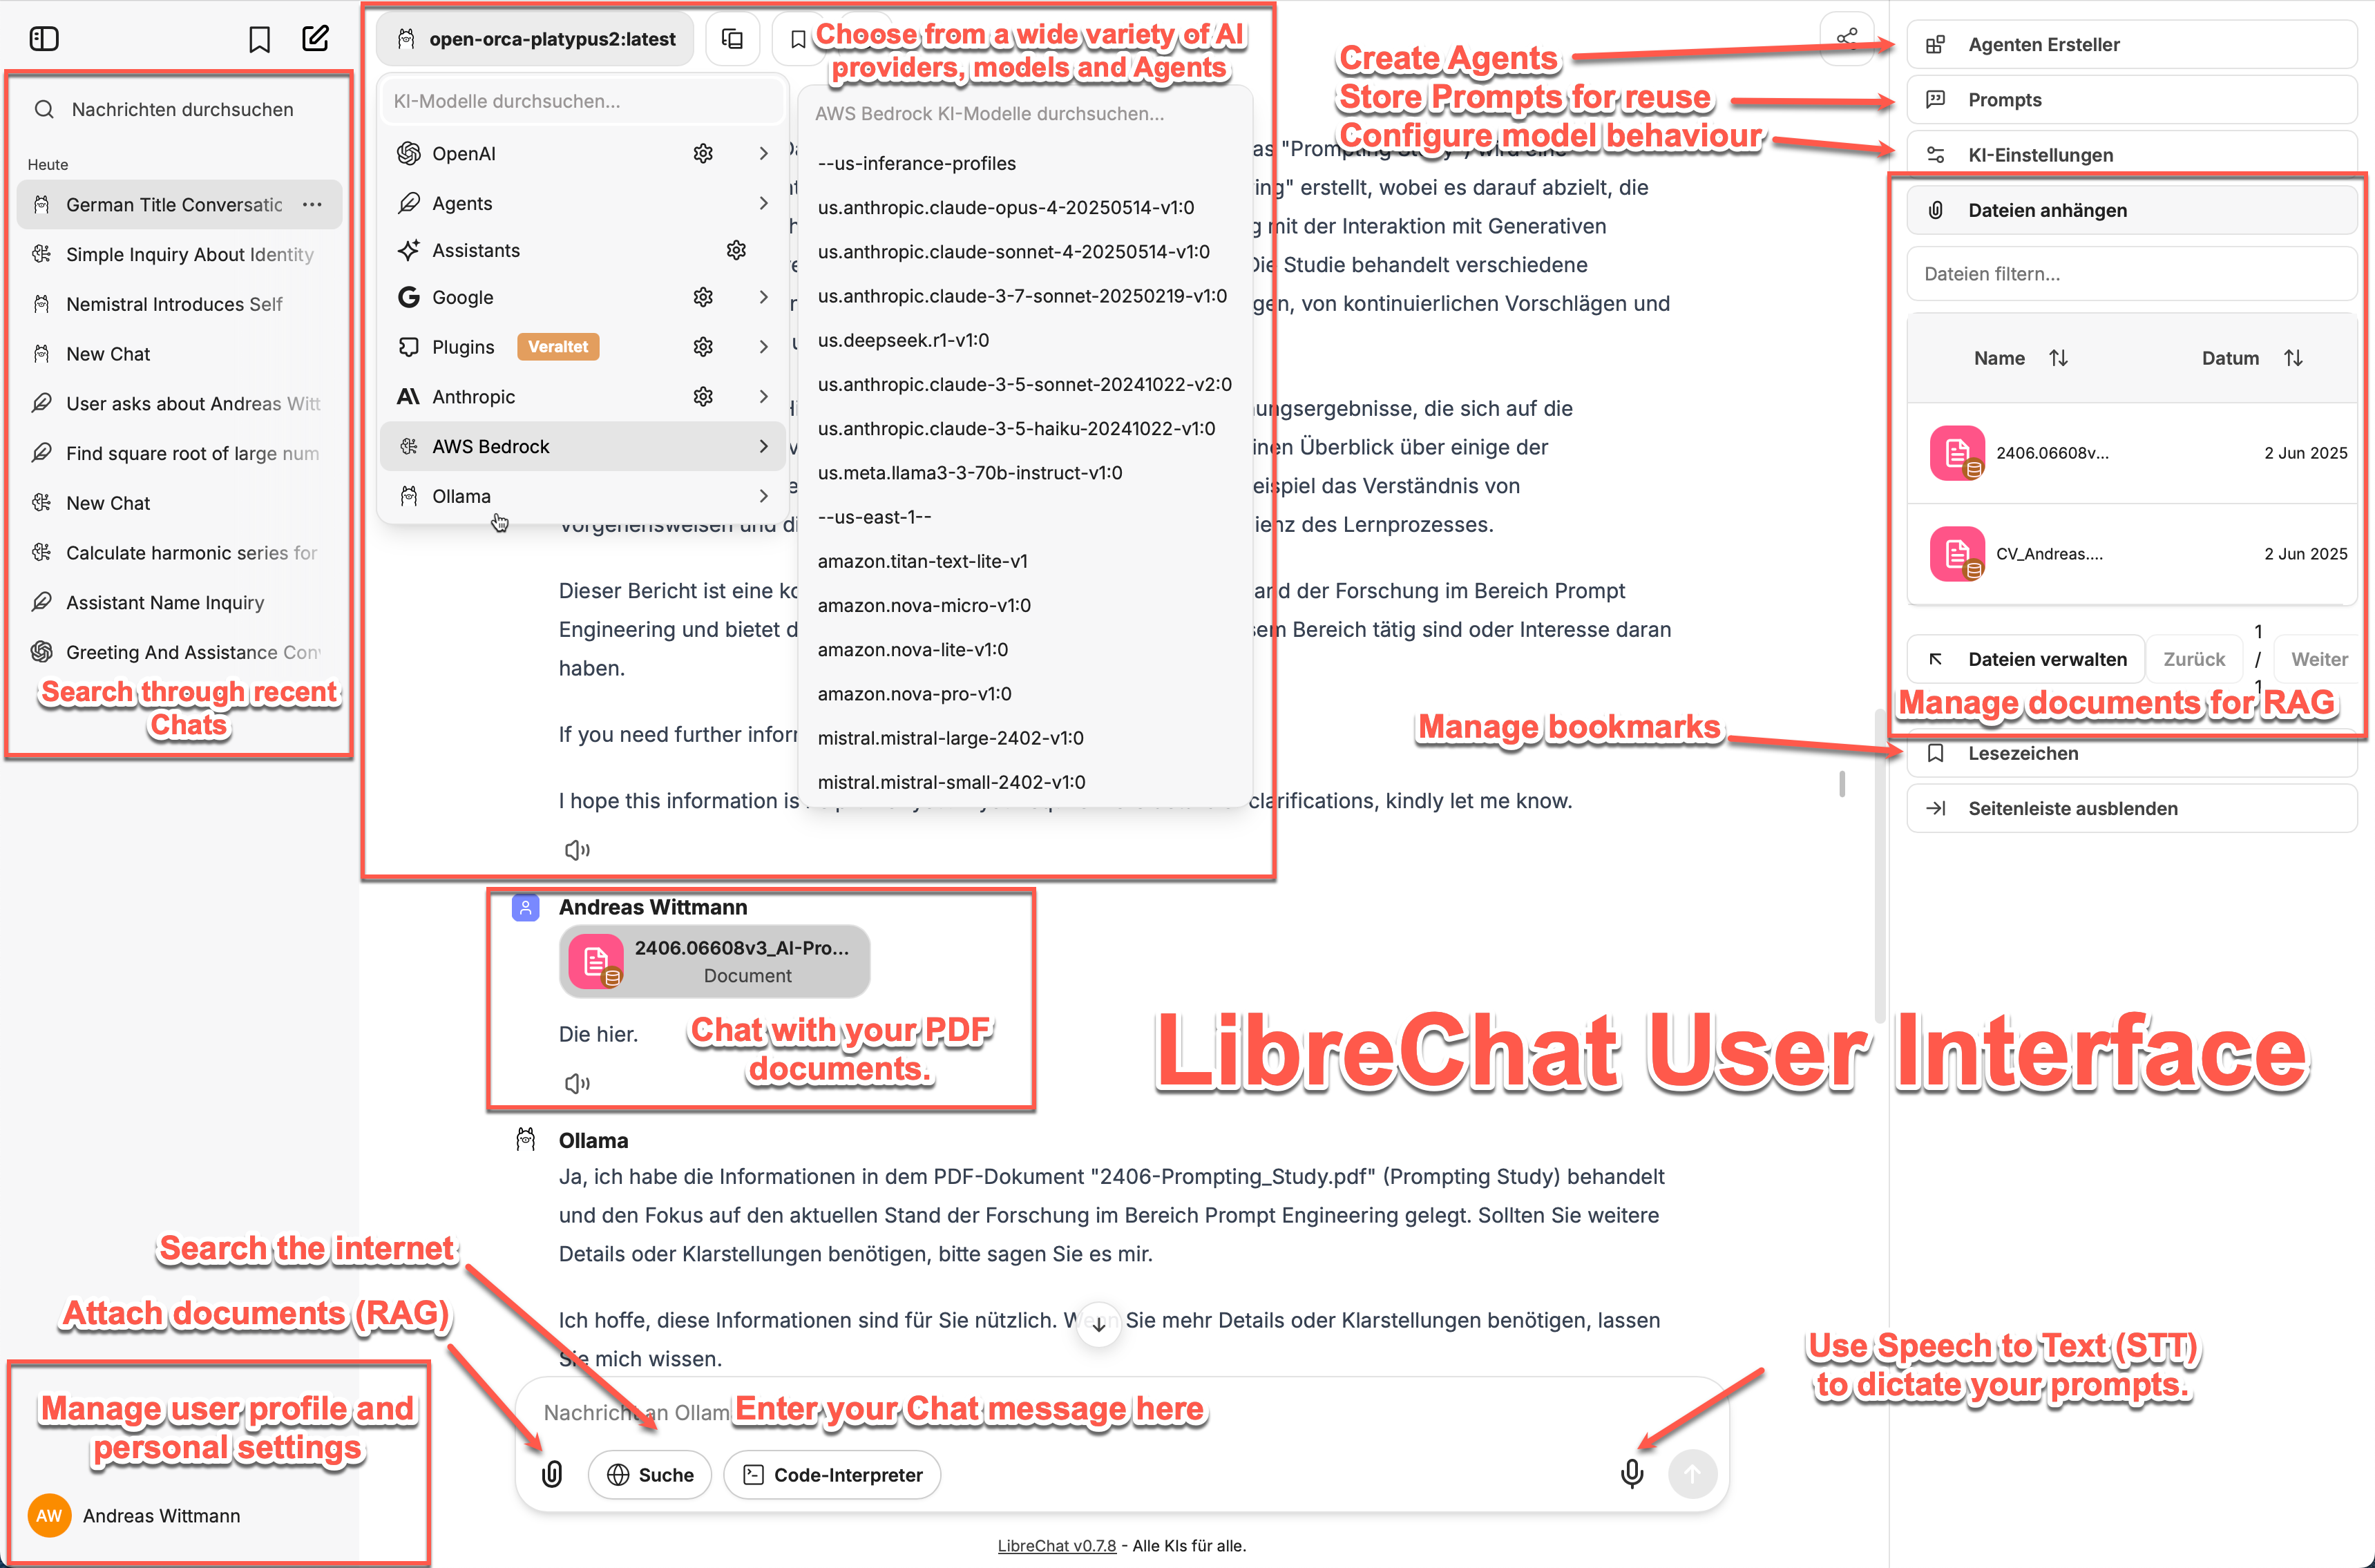 Nachrichten durchsuchen
Heute
German Title Conversatic
Simple Inquiry About Identity
Nemistral Introduces Self
New Chat
User asks about Andreas Witt
Find square root of large num
New Chat
Calculate harmonic series for
Assistant Name Inquiry
Greeting And Assistance Con
Search through recent
Chats
Search the internet
Attach documents (RAG)
Manage user profile and
personal settings
AW
Andreas Wittmann
open-orca-platypus2:latest
Choose from a wide variety of AI
providers, models and Agents
KI-Modelle durchsuchen...
OpenAI
Agents
Assistants
Google
Plugins Veraltet
Anthropic
AWS Bedrock
Ollama
AWS Bedrock KI-Modelle durchsuchen...
--us-inferance-profiles
us.anthropic.claude-opus-4-20250514-v1:0
us.anthropic.claude-sonnet-4-20250514-v1:0
us.anthropic.claude-3-7-sonnet-20250219-v1:0
us.deepseek.r1-v1:0
us.anthropic.claude-3-5-sonnet-20241022-v2:0
us.anthropic.claude-3-5-haiku-20241022-v1:0
us.meta.llama3-3-70b-instruct-v1:0
--us-east-1--
amazon.titan-text-lite-v1
amazon.nova-micro-v1:0
amazon.nova-lite-v1:0
amazon.nova-pro-v1:0
mistral.mistral-large-2402-v1:0
mistral.mistral-small-2402-v1:0
erstellt, wobei es darauf abzielt, die
mit der Interaktion mit Generativen
Die Studie behandelt verschiedene
von kontinuierlichen Vorschlägen und
die sich auf die
Überblick über einige der
das Verständnis von
Vorgehensweisen und des Lernprozesses.
Dieser Bericht ist eine der Forschung im Bereich Prompt
Engineering und bietet Bereich tätig sind oder Interesse daran
haben.
If you need further
I hope this information is clarifications, kindly let me know.
Andreas Wittmann
2406.06608v3_AI-Pro...
Document
Die hier.
Chat with your PDF
documents.
LibreChat User Interface
Ollama
Ja, ich habe die Informationen in dem PDF-Dokument "2406-Prompting_Study.pdf" (Prompting Study) behandelt
und den Fokus auf den aktuellen Stand der Forschung im Bereich Prompt Engineering gelegt. Sollten Sie weitere
Details oder Klarstellungen benötigen, bitte sagen Sie es mir.
Ich hoffe, diese Informationen sind für Sie nützlich. Wenn Sie mehr Details oder Klarstellungen benötigen, lassen
Sie mich wissen.
Nachricht an Ollam
Enter your Chat message here
Suche
Code-Interpreter
Use Speech to Text (STT)
to dictate your prompts.
LibreChat v0.7.8 - Alle KIs für alle.
Create Agents
Store Prompts for reuse
Configure model behaviour
Agenten Ersteller
Prompts
KI-Einstellungen
Dateien anhängen
Dateien filtern...
Name Datum
2406.06608v... 2 Jun 2025
CV_Andreas.... 2 Jun 2025
Dateien verwalten Zurück 1 / 1 Weiter
Manage documents for RAG
Manage bookmarks
Lesezeichen
Seitenleiste ausblenden